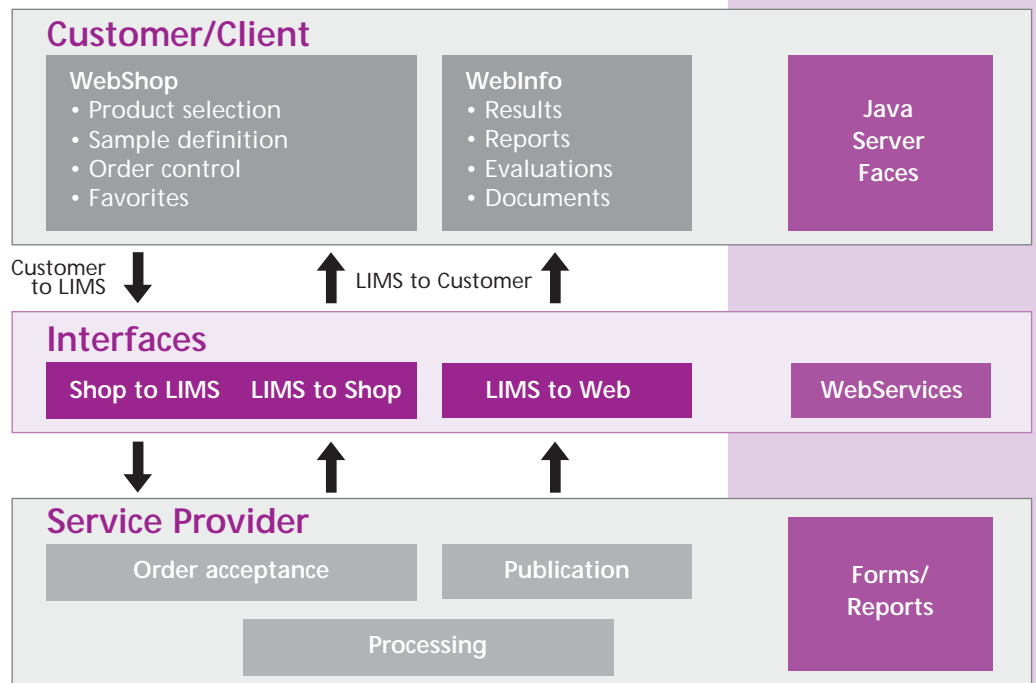 Customer/Client
WebShop
• Product selection
• Sample definition
• Order control
• Favorites
WebInfo
• Results
• Reports
• Evaluations
• Documents
Java
Server
Faces
Customer
to LIMS
LIMS to Customer
Interfaces
Shop to LIMS
LIMS to Shop
LIMS to Web
WebServices
Service Provider
Order acceptance
Publication
Processing
Forms/
Reports